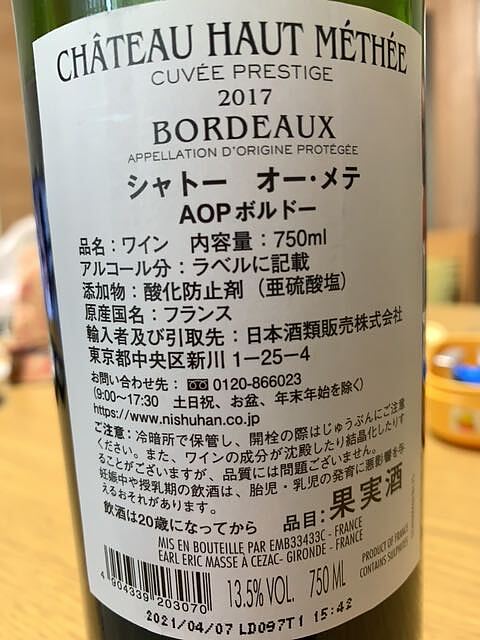 CHÂTEAU HAUT MÉTHÉE
CUVÉE PRESTIGE
2017
BORDEAUX
APPELLATION D'ORIGINE PROTÉGÉE
シャトー オー・メテ
AOPボルドー
品名：ワイン 内容量：750ml
アルコール分：ラベルに記載
添加物：酸化防止剤（亜硫酸塩）
原産国名：フランス
輸入者及び引取先：日本酒類販売株式会社
東京都中央区新川1-25-4
お問い合わせ先： 0120-866023
(9:00〜17:30 土日祝、お盆、年末年始を除く)
https://www.nishuhan.co.jp
ご注意：冷暗所で保管し、開栓の際はじゅうぶんにご注意
ください。また、ワインの成分が沈殿したり結晶化したりす
ることがございますが、品質には問題ございません。
妊娠中や授乳期の飲酒は、胎児・乳児の発育に悪影響を与
えるおそれがあります。
飲酒は20歳になってから 品目：果実酒
MIS EN BOUTEILLE PAR EMB33433C - FRANCE
EARL ERIC MASSE À CEZAC- GIRONDE - FRANCE
PRODUCT OF FRANCE
CONTAINS SULPHITES
4 904339 203070
13.5% VOL. 750 ML
2021/04/07 LD097T1 15:42